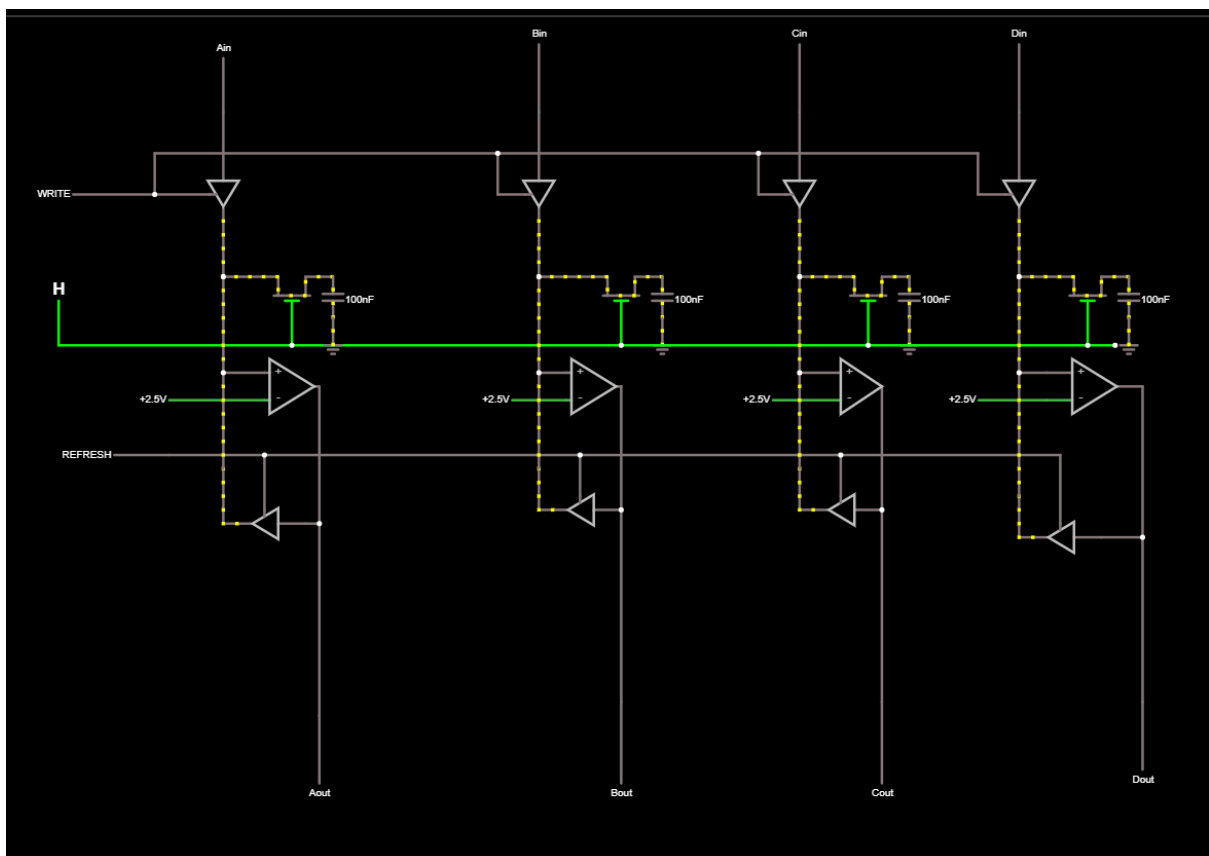 Ain
Bin
Cin
Din
WRITE
H
100nF
100nF
100nF
100nF
+
+
+
+
+2.5V
-
+2.5V
-
+2.5V
-
+2.5V
-
REFRESH
Aout
Bout
Cout
Dout